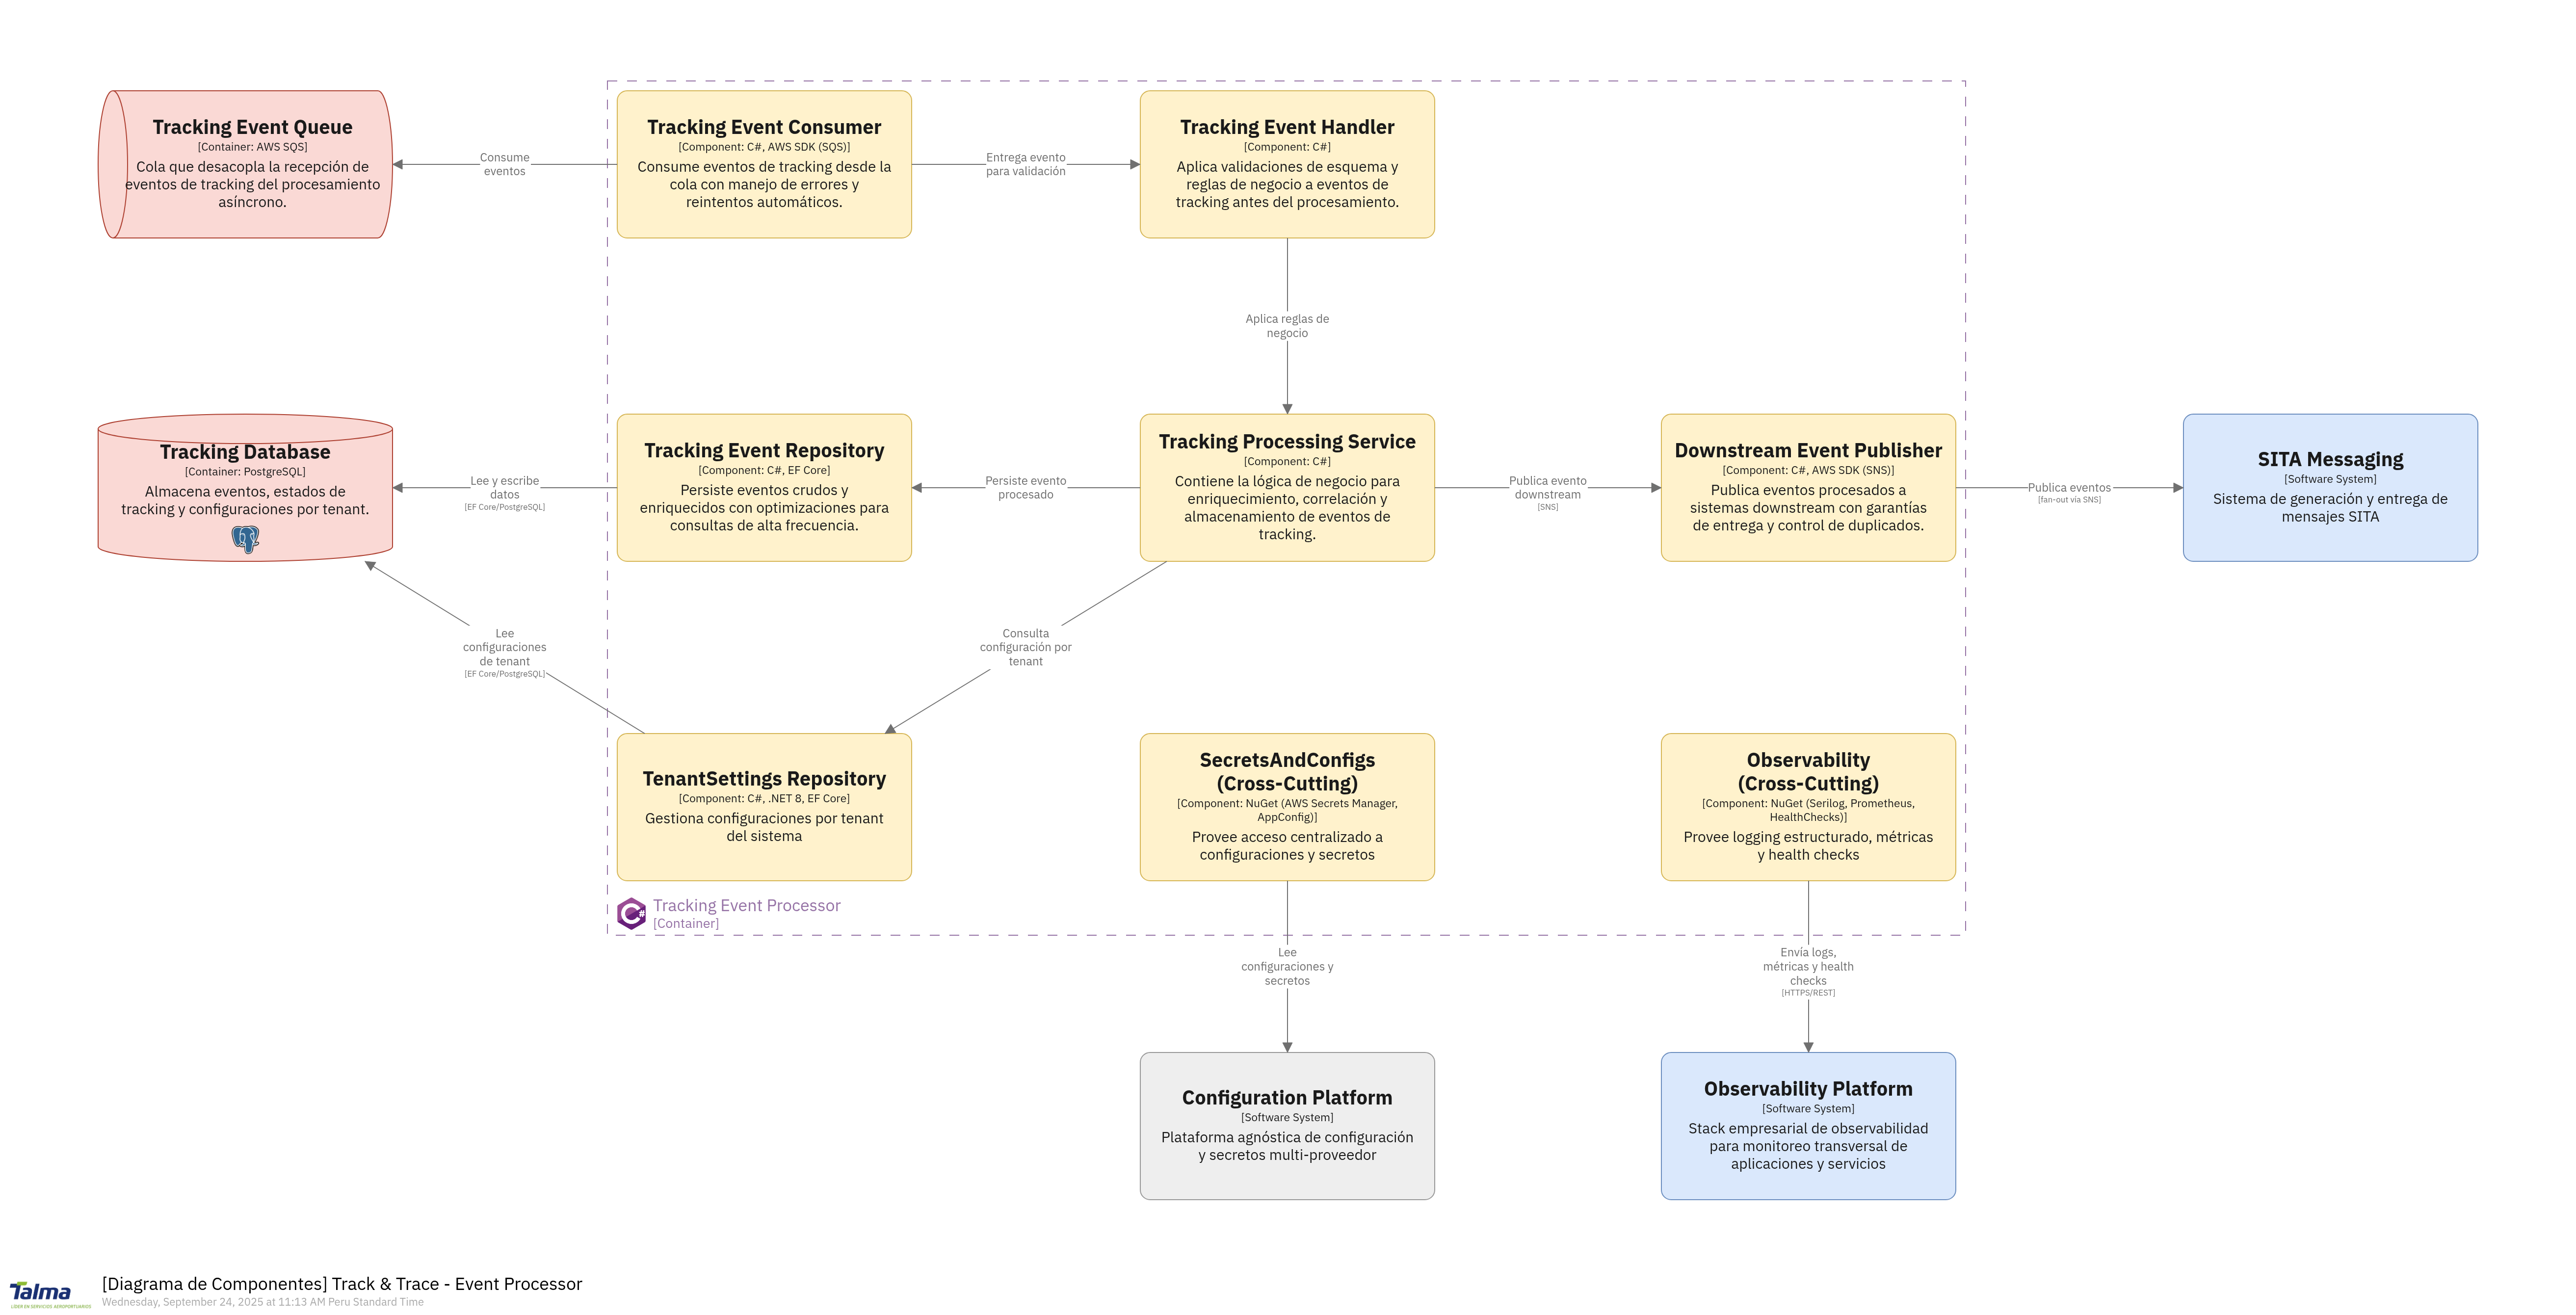 Tracking Event Queue
[Container: AWS SQS]
Cola que desacopla la recepción de
eventos de tracking del procesamiento
asíncrono.
Consume
eventos
Tracking Event Consumer
[Component: C#, AWS SDK (SQS)]
Consume eventos de tracking desde la
cola con manejo de errores y
reintentos automáticos.
Entrega evento
para validación
Tracking Event Handler
[Component: C#]
Aplica validaciones de esquema y
reglas de negocio a eventos de
tracking antes del procesamiento.
Aplica reglas de
negocio
Tracking Database
[Container: PostgreSQL]
Almacena eventos, estados de
tracking y configuraciones por tenant.
Lee y escribe
datos
[EF Core/PostgreSQL]
Tracking Event Repository
[Component: C#, EF Core]
Persiste eventos crudos y
enriquecidos con optimizaciones para
consultas de alta frecuencia.
Persiste evento
procesado
Tracking Processing Service
[Component: C#]
Contiene la lógica de negocio para
enriquecimiento, correlación y
almacenamiento de eventos de
tracking.
Publica evento
downstream
[SNS]
Downstream Event Publisher
[Component: C#, AWS SDK (SNS)]
Publica eventos procesados a
sistemas downstream con garantías
de entrega y control de duplicados.
Publica eventos
[fan-out via SNS]
SITA Messaging
[Software System]
Sistema de generación y entrega de
mensajes SITA
Lee
configuraciones
de tenant
[EF Core/PostgreSQL]
Consulta
configuración por
tenant
TenantSettings Repository
[Component: C#, .NET 8, EF Core]
Gestiona configuraciones por tenant
del sistema
SecretsAndConfigs
(Cross-Cutting)
[Component: NuGet (AWS Secrets Manager,
AppConfig)]
Provee acceso centralizado a
configuraciones y secretos
Observability
(Cross-Cutting)
[Component: NuGet (Serilog, Prometheus,
HealthChecks)]
Provee logging estructurado, métricas
y health checks
C#
Tracking Event Processor
[Container]
Lee
configuraciones y
secretos
Envía logs,
métricas y health
checks
[HTTPS/REST]
Configuration Platform
[Software System]
Plataforma agnóstica de configuración
y secretos multi-proveedor
Observability Platform
[Software System]
Stack empresarial de observabilidad
para monitoreo transversal de
aplicaciones y servicios
Talma
LÍDER EN SERVICIOS AEROPORTUARIOS
[Diagrama de Componentes] Track & Trace - Event Processor
Wednesday, September 24, 2025 at 11:13 AM Peru Standard Time